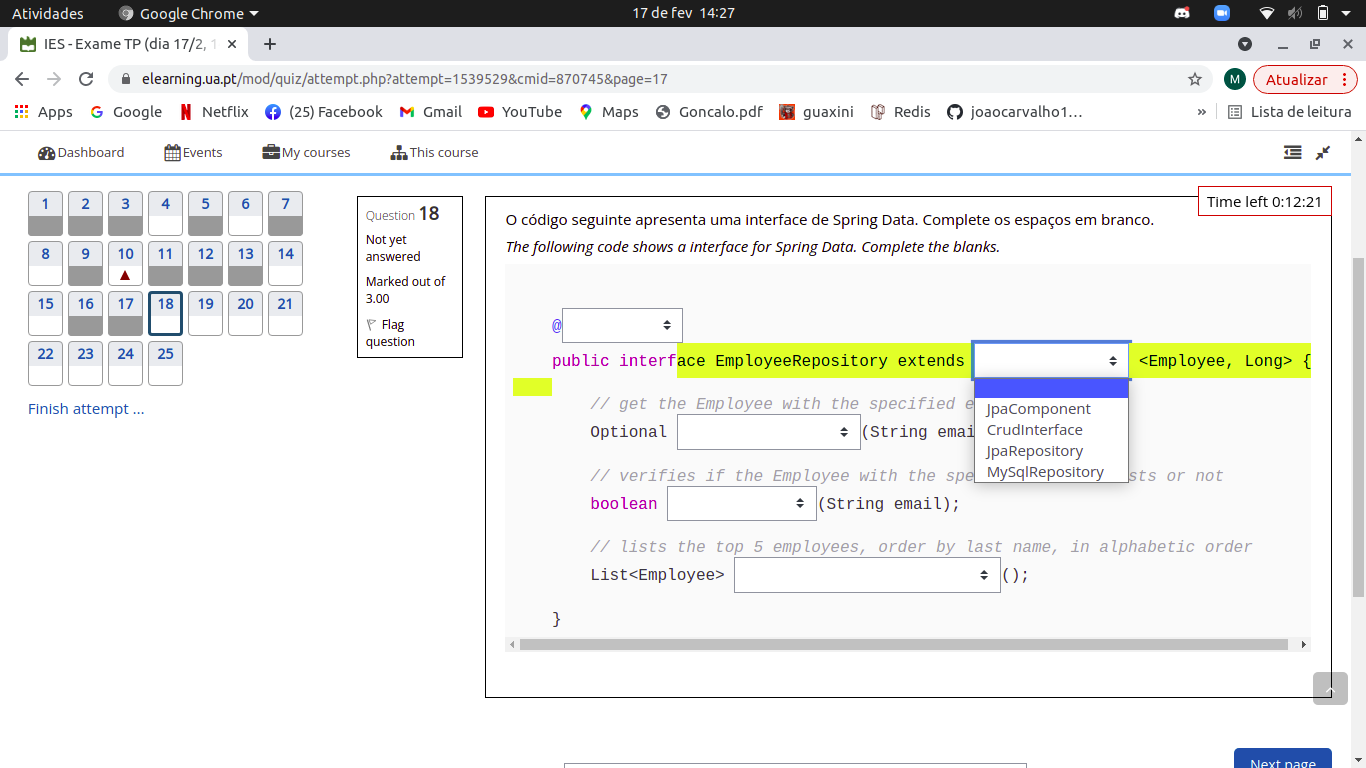 Atividades
Google Chrome
17 de fev 14:27
IES - Exame TP (dia 17/2, 1
elearning.ua.pt/mod/quiz/attempt.php?attempt=1539529&cmid=870745&page=17
M
Atualizar
Apps
Google
Netflix
(25) Facebook
Gmail
YouTube
Maps
Goncalo.pdf
guaxini
Redis
joaocarvalho1...
»
Lista de leitura
Dashboard
Events
My courses
This course
1 2 3 4 5 6 7
8 9 10 11 12 13 14
15 16 17 18 19 20 21
22 23 24 25
Finish attempt ...
Question 18
Not yet
answered
Marked out of
3.00
Flag
question
Time left 0:12:21
O código seguinte apresenta uma interface de Spring Data. Complete os espaços em branco.
The following code shows a interface for Spring Data. Complete the blanks.
@
public interface EmployeeRepository extends <Employee, Long> {
JpaComponent
CrudInterface
JpaRepository
MySqlRepository
// get the Employee with the specified e
Optional (String emai
// verifies if the Employee with the spe sts or not
boolean (String email);
// lists the top 5 employees, order by last name, in alphabetic order
List<Employee> ();
}
Next page